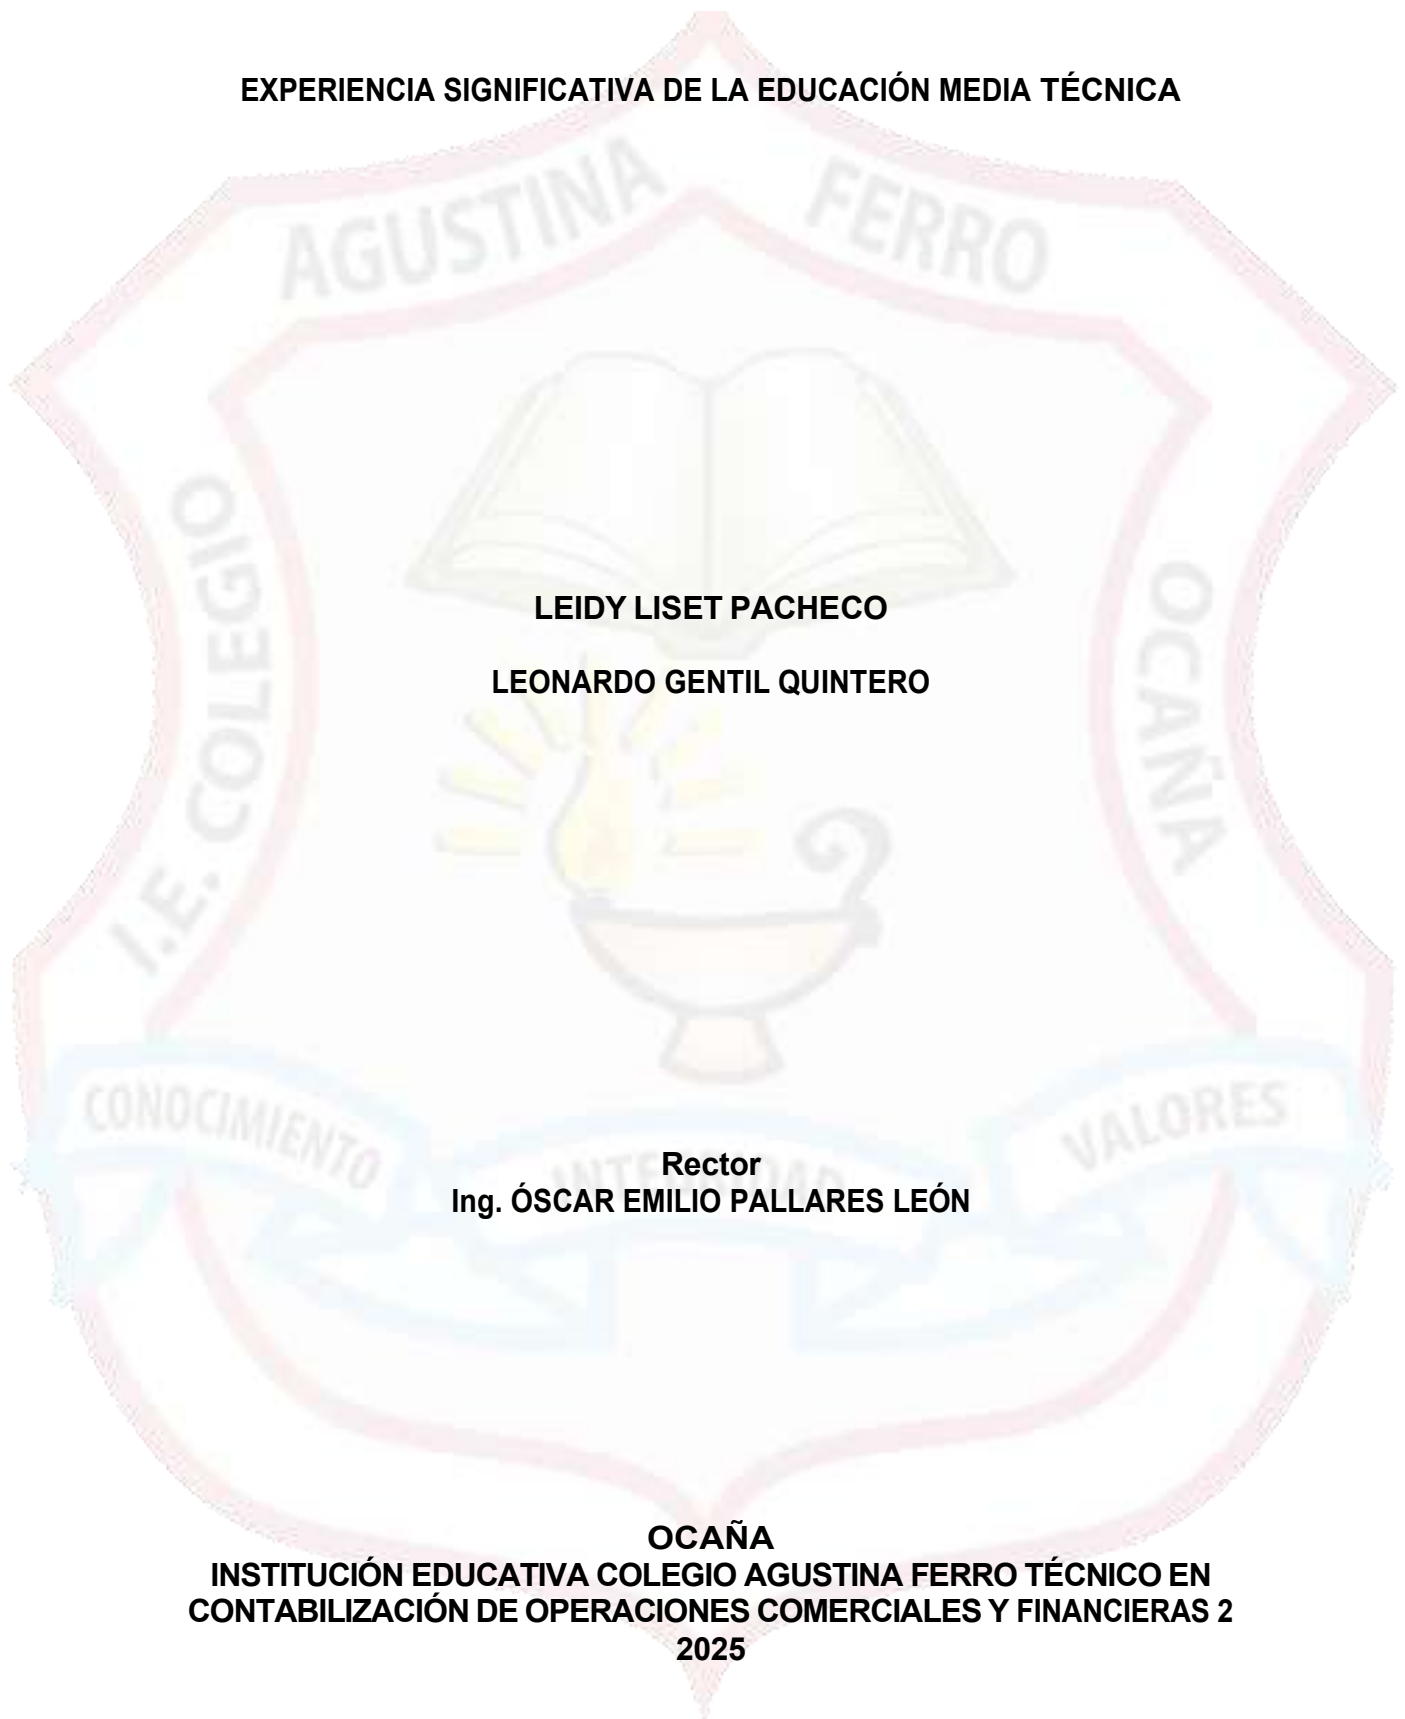 EXPERIENCIA SIGNIFICATIVA DE LA EDUCACIÓN MEDIA TÉCNICA
AGUSTINA FERRO
I.E. COLEGIO
OCAÑA
LEIDY LISET PACHECO
LEONARDO GENTIL QUINTERO
CONOCIMIENTO
INTEGRIDAD
VALORES
Rector
Ing. ÓSCAR EMILIO PALLARES LEÓN
OCAÑA
INSTITUCIÓN EDUCATIVA COLEGIO AGUSTINA FERRO TÉCNICO EN
CONTABILIZACIÓN DE OPERACIONES COMERCIALES Y FINANCIERAS 2
2025